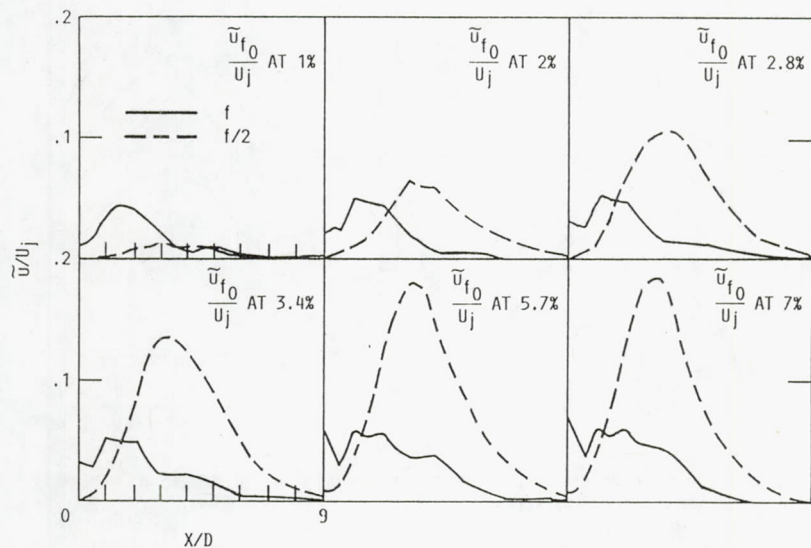 .2
ũf0/Uj AT 1%
ũf0/Uj AT 2%
ũf0/Uj AT 2.8%
f
f/2
.1
.2
ũ/Uj
ũf0/Uj AT 3.4%
ũf0/Uj AT 5.7%
ũf0/Uj AT 7%
.1
0
9
X/D